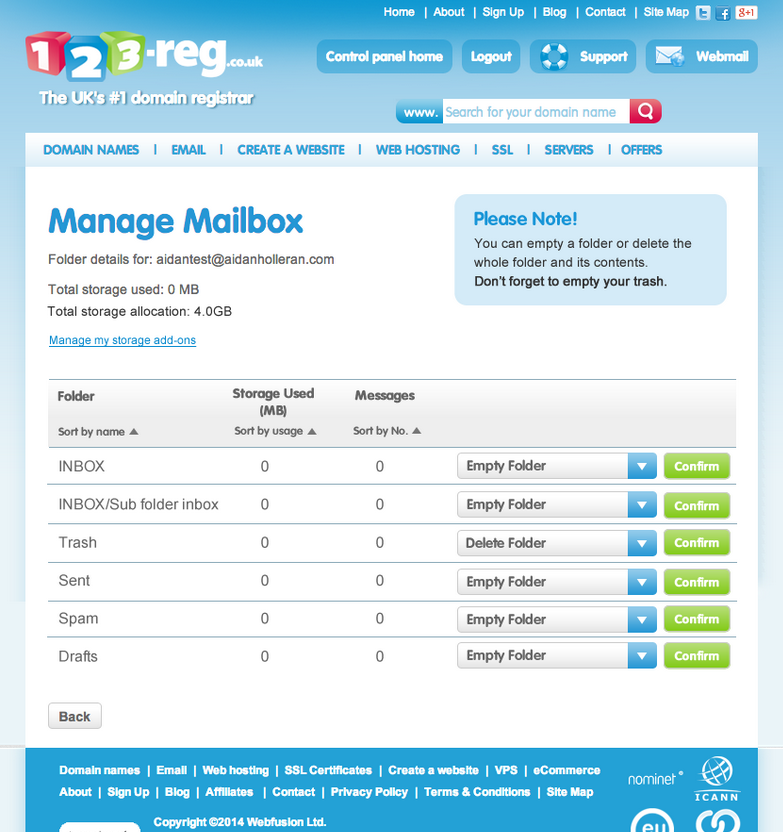 Home | About | Sign Up | Blog | Contact | Site Map g+1
123-reg.co.uk
The UK's #1 domain registrar
Control panel home Logout Support Webmail
www. Search for your domain name
DOMAIN NAMES | EMAIL | CREATE A WEBSITE | WEB HOSTING | SSL | SERVERS | OFFERS
Manage Mailbox
Folder details for: aidantest@aidanholleran.com
Total storage used: 0 MB
Total storage allocation: 4.0GB
Manage my storage add-ons
Please Note!
You can empty a folder or delete the
whole folder and its contents.
Don't forget to empty your trash.
Folder Storage Used (MB) Messages
Sort by name Sort by usage Sort by No.
INBOX 0 0 Empty Folder Confirm
INBOX/Sub folder inbox 0 0 Empty Folder Confirm
Trash 0 0 Delete Folder Confirm
Sent 0 0 Empty Folder Confirm
Spam 0 0 Empty Folder Confirm
Drafts 0 0 Empty Folder Confirm
Back
Domain names | Email | Web hosting | SSL Certificates | Create a website | VPS | eCommerce
About | Sign Up | Blog | Affiliates | Contact | Privacy Policy | Terms & Conditions | Site Map
nominet
ICANN
Copyright ©2014 Webfusion Ltd.
eu